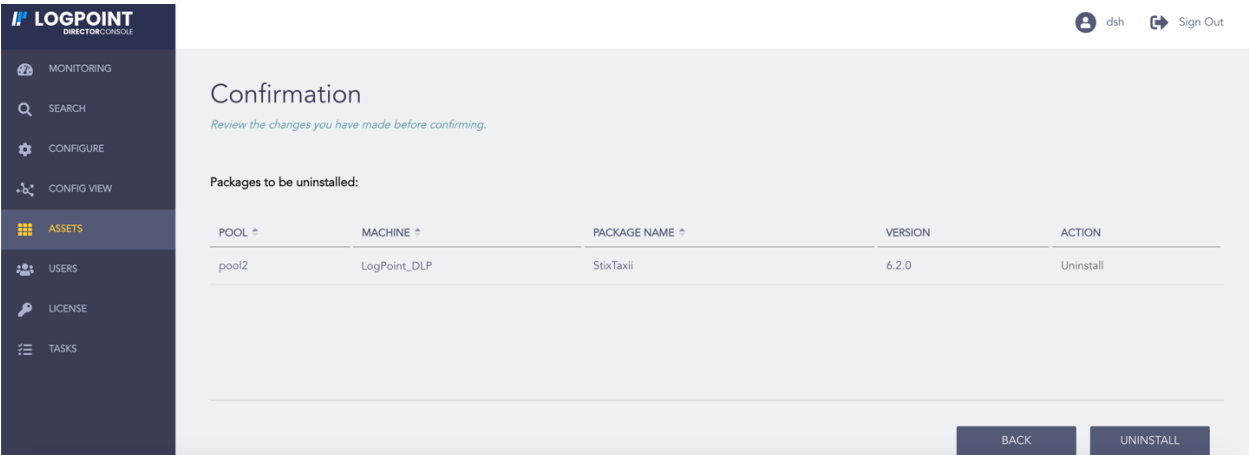 LOGPOINT
DIRECTORCONSOLE
dsh Sign Out
MONITORING
SEARCH
CONFIGURE
CONFIG VIEW
ASSETS
USERS
LICENSE
TASKS
Confirmation
Review the changes you have made before confirming.
Packages to be uninstalled:
POOL MACHINE PACKAGE NAME VERSION ACTION
pool2 LogPoint_DLP StixTaxii 6.2.0 Uninstall
BACK UNINSTALL